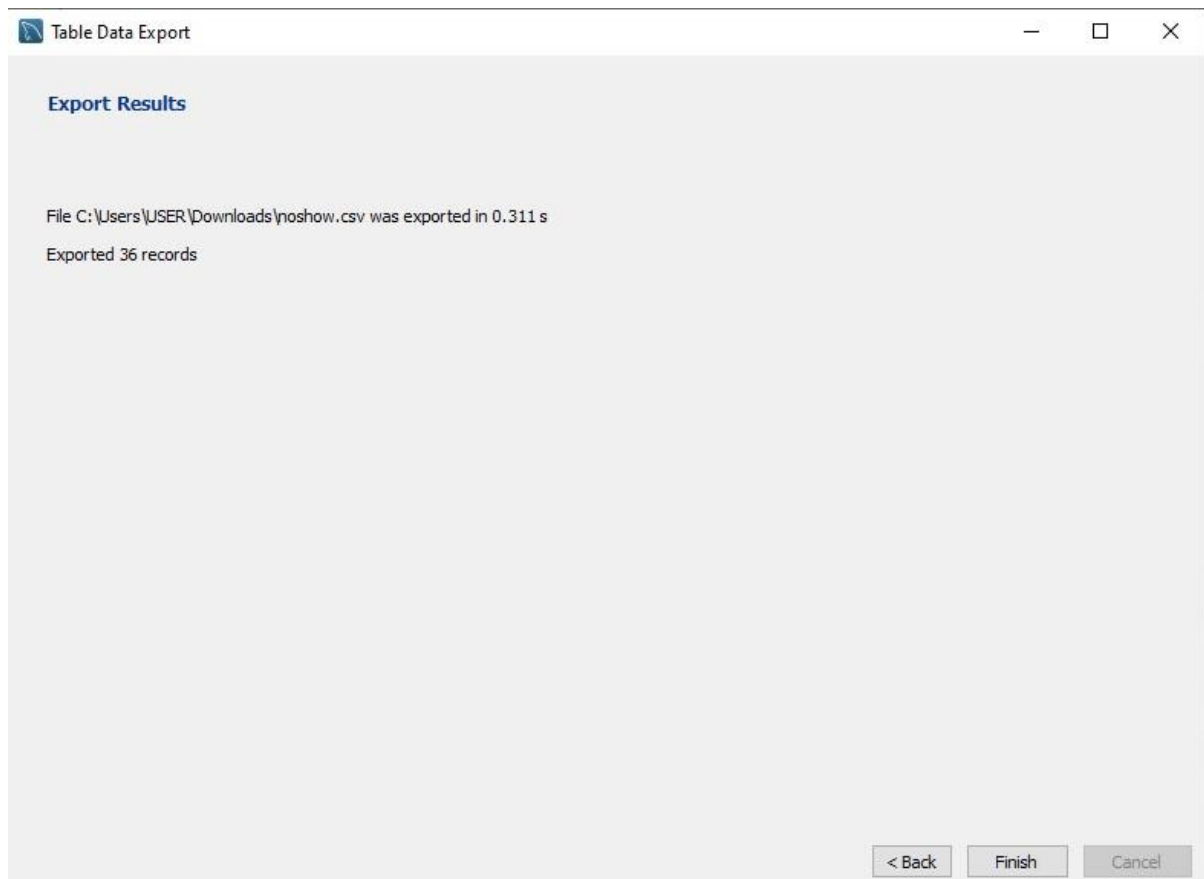 Table Data Export
Export Results
File C:\Users\USER\Downloads\noshow.csv was exported in 0.311 s
Exported 36 records
< Back
Finish
Cancel